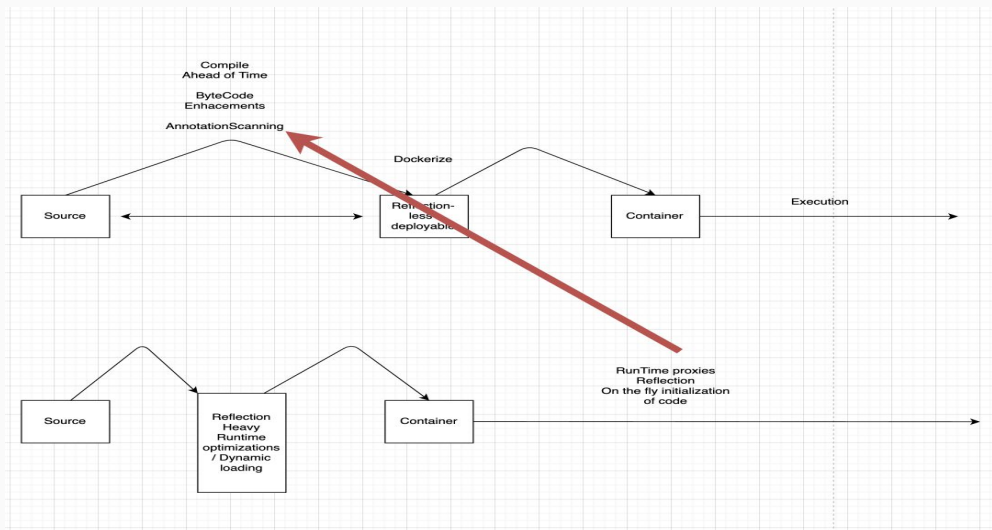 Compile
Ahead of Time
ByteCode
Enhacements
AnnotationScanning
Dockerize
Source
Reflection-
less
deployable
Container
Execution
RunTime proxies
Reflection
On the fly initialization
of code
Source
Reflection
Heavy
Runtime
optimizations
/ Dynamic
loading
Container